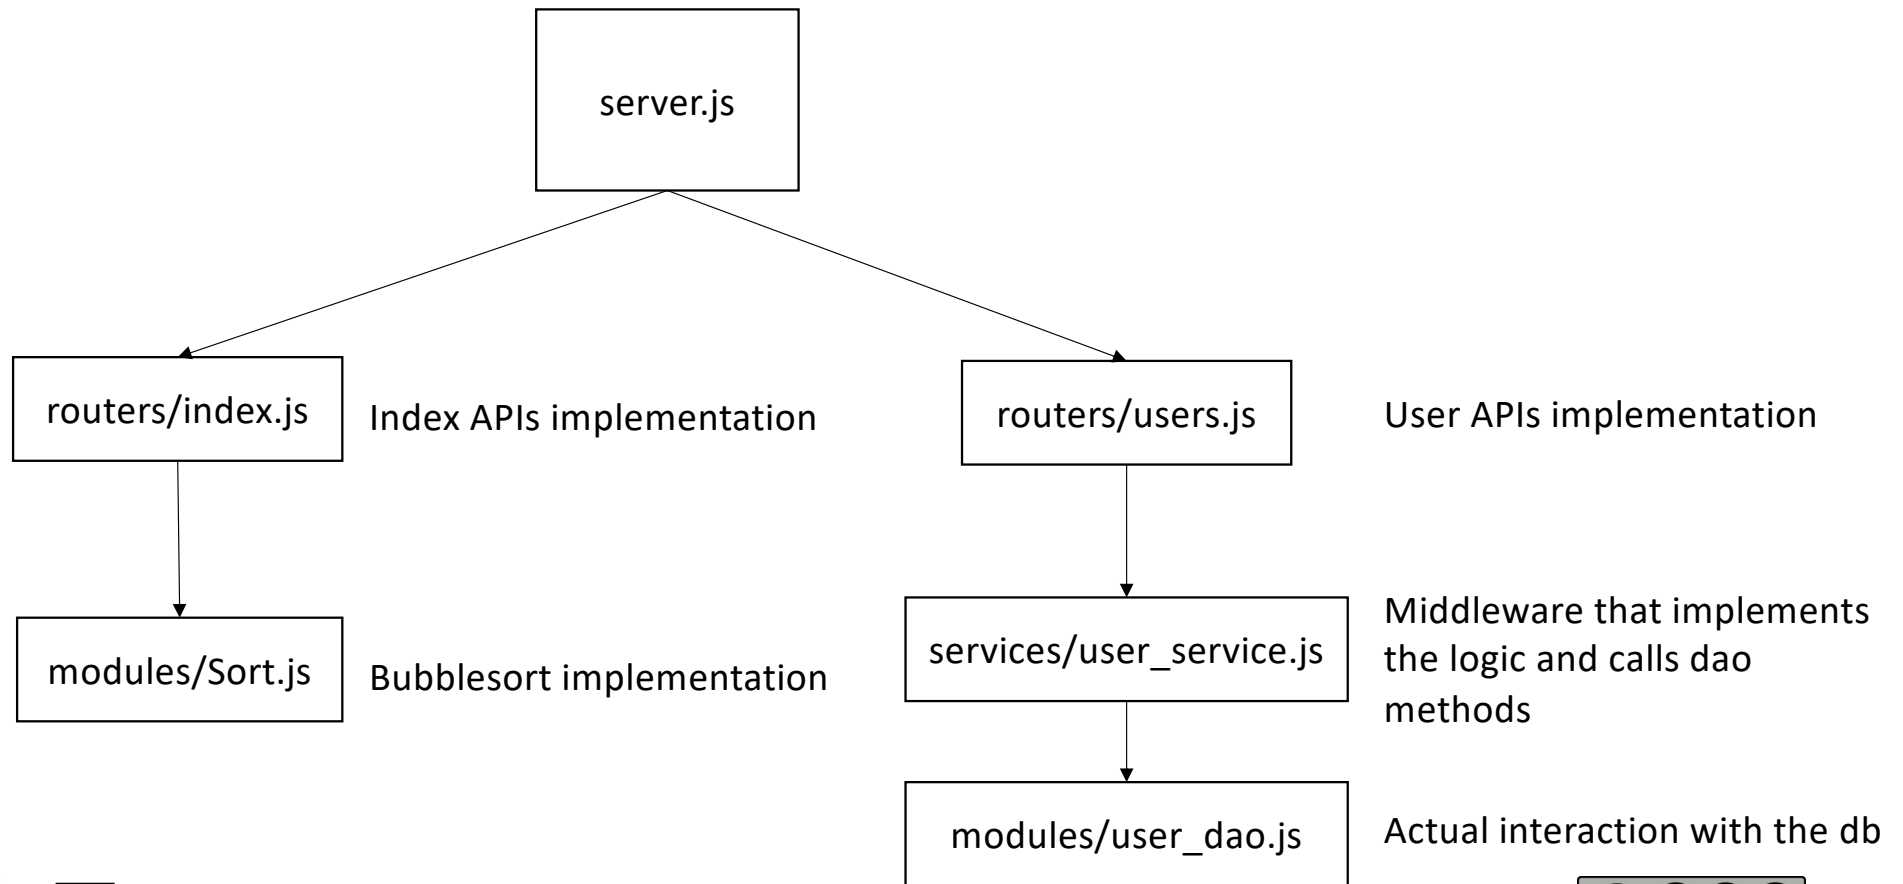 server.js
routers/index.js
Index APIs implementation
routers/users.js
User APIs implementation
modules/Sort.js
Bubblesort implementation
services/user_service.js
Middleware that implements
the logic and calls dao
methods
modules/user_dao.js
Actual interaction with the db